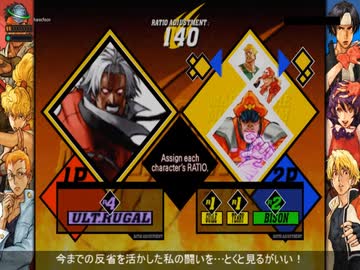 RATIO ADJUSTMENT
140
Assign each
character's RATIO.
1P
2P
4
1
1
2
ULT.RUGAL
BISON
今までの反省を活かした私の闘いを…とくと見るがいい！